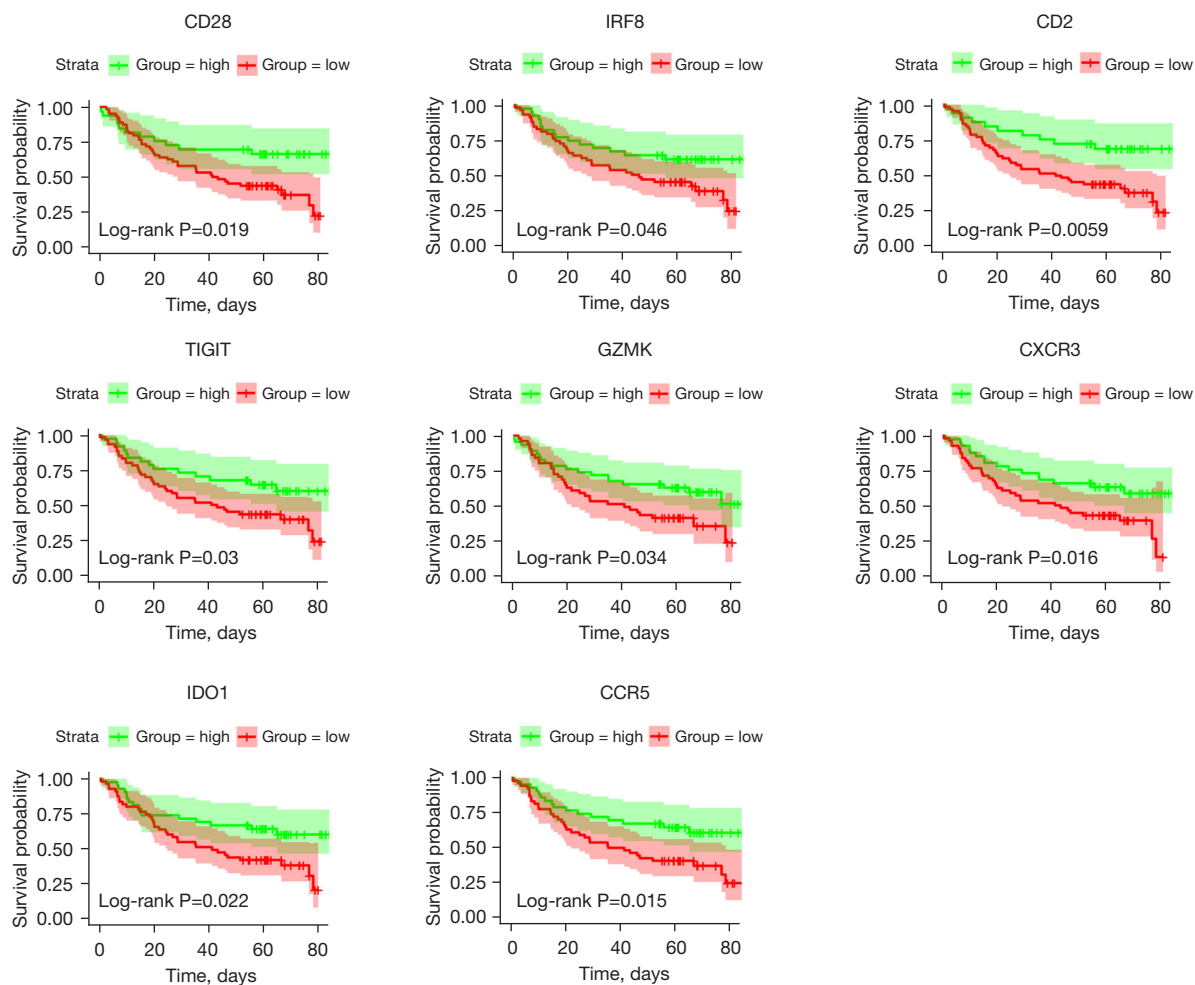 CD28
Strata Group = high Group = low
Survival probability
1.00
0.75
0.50
0.25
0.00
Log-rank P=0.019
0 20 40 60 80
Time, days
IRF8
Strata Group = high Group = low
Survival probability
1.00
0.75
0.50
0.25
0.00
Log-rank P=0.046
0 20 40 60 80
Time, days
CD2
Strata Group = high Group = low
Survival probability
1.00
0.75
0.50
0.25
0.00
Log-rank P=0.0059
0 20 40 60 80
Time, days
TIGIT
Strata Group = high Group = low
Survival probability
1.00
0.75
0.50
0.25
0.00
Log-rank P=0.03
0 20 40 60 80
Time, days
GZMK
Strata Group = high Group = low
Survival probability
1.00
0.75
0.50
0.25
0.00
Log-rank P=0.034
0 20 40 60 80
Time, days
CXCR3
Strata Group = high Group = low
Survival probability
1.00
0.75
0.50
0.25
0.00
Log-rank P=0.016
0 20 40 60 80
Time, days
IDO1
Strata Group = high Group = low
Survival probability
1.00
0.75
0.50
0.25
0.00
Log-rank P=0.022
0 20 40 60 80
Time, days
CCR5
Strata Group = high Group = low
Survival probability
1.00
0.75
0.50
0.25
0.00
Log-rank P=0.015
0 20 40 60 80
Time, days